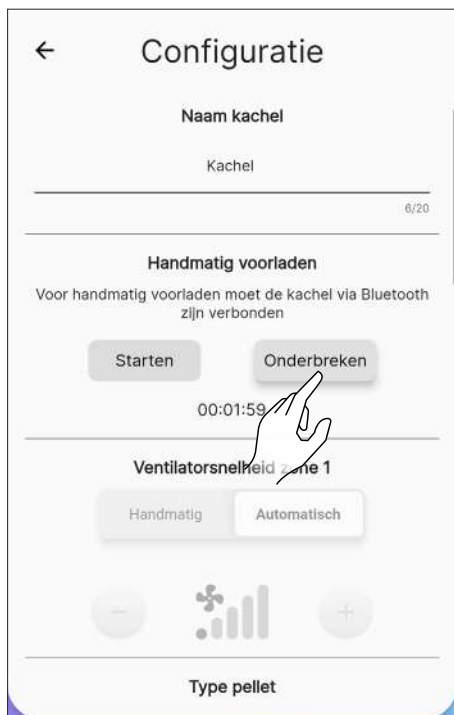 Configuratie
Naam kachel
Kachel
6/20
Handmatig voorladen
Voor handmatig voorladen moet de kachel via Bluetooth
zijn verbonden
Starten Onderbreken
00:01:59
Ventilatorsnelheid zone 1
Handmatig Automatisch
Type pellet